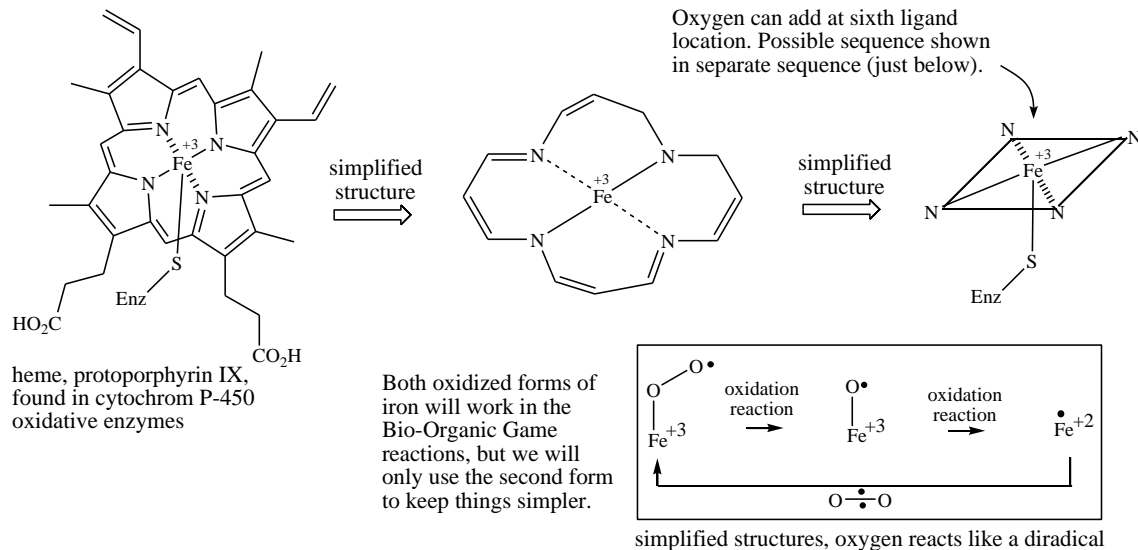 Oxygen can add at sixth ligand
location. Possible sequence shown
in separate sequence (just below).
N
N
N
N
Fe
+3
S
Enz
HO2C
CO2H
simplified
structure
N
N
N
N
Fe
+3
simplified
structure
N
N
N
N
Fe
+3
S
Enz
heme, protoporphyrin IX,
found in cytochrom P-450
oxidative enzymes
Both oxidized forms of
iron will work in the
Bio-Organic Game
reactions, but we will
only use the second form
to keep things simpler.
O
O
Fe+3
oxidation
reaction
O
Fe+3
oxidation
reaction
Fe+2
O O
simplified structures, oxygen reacts like a diradical